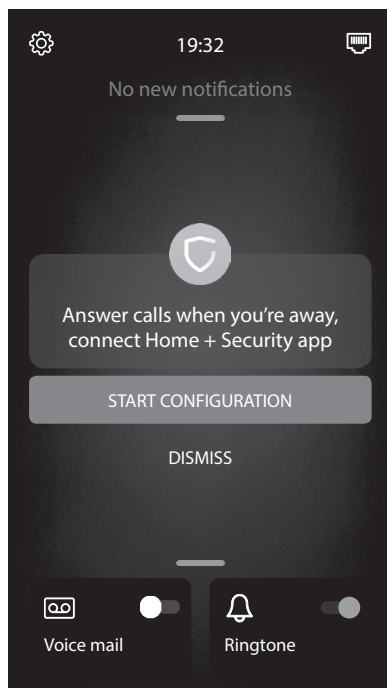 19:32
No new notifications
Answer calls when you're away,
connect Home + Security app
START CONFIGURATION
DISMISS
Voice mail
Ringtone